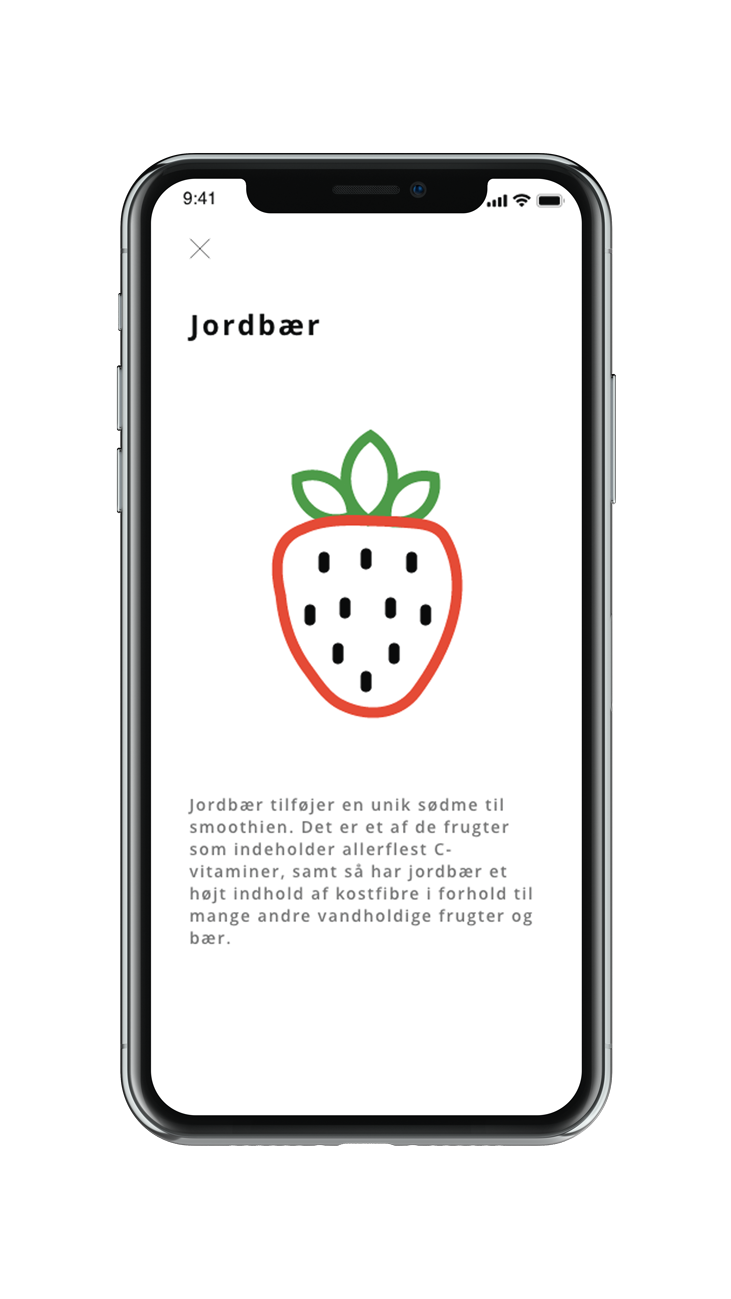 9:41
Jordbær
Jordbær tilføjer en unik sødme til
smoothien. Det er et af de frugter
som indeholder allerflest C-
vitaminer, samt så har jordbær et
højt indhold af kostfibre i forhold til
mange andre vandholdige frugter og
bær.